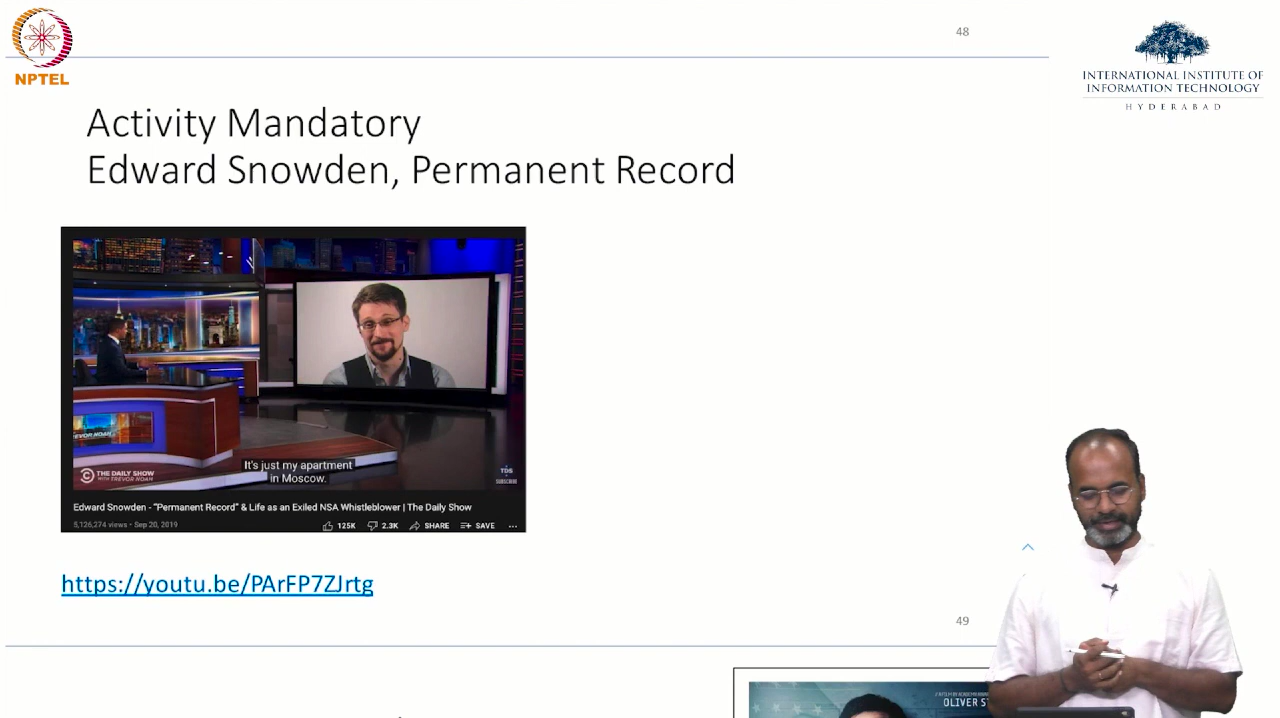 48
NPTEL
INTERNATIONAL INSTITUTE OF
INFORMATION TECHNOLOGY
HYDERABAD
Activity Mandatory
Edward Snowden, Permanent Record
It's just my apartment
in Moscow.
THE DAILY SHOW
WITH TREVOR NOAH
TREVOR NOAH
TDS
SUBSCRIBE
Edward Snowden - "Permanent Record" & Life as an Exiled NSA Whistleblower | The Daily Show
5,126,274 views • Sep 20, 2019
125K 2.3K SHARE SAVE ...
https://youtu.be/PArFP7ZJrtg
49
OLIVER